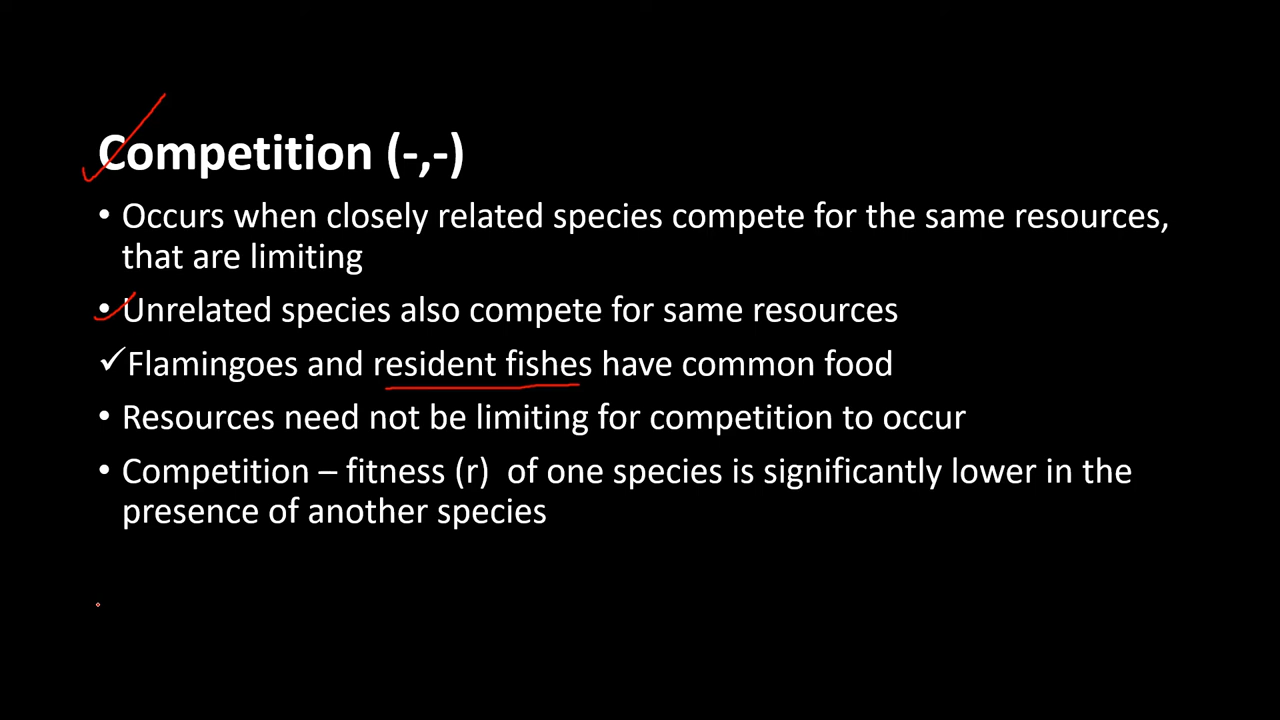 Competition (-,-)
• Occurs when closely related species compete for the same resources,
that are limiting
• Unrelated species also compete for same resources
✓Flamingoes and resident fishes have common food
• Resources need not be limiting for competition to occur
• Competition – fitness (r) of one species is significantly lower in the
presence of another species